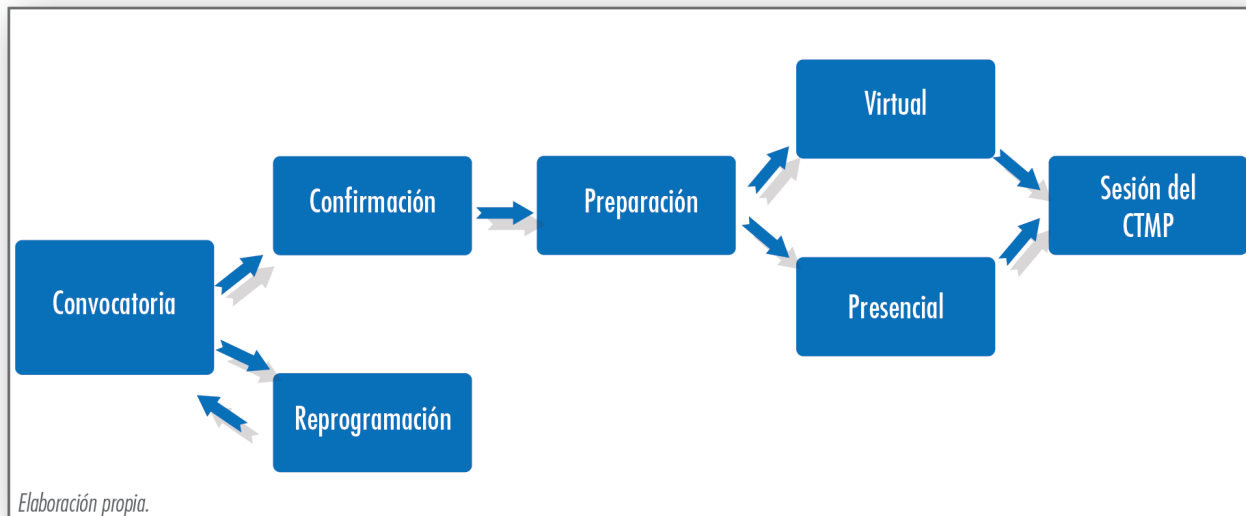 Convocatoria
Confirmación
Reprogramación
Preparación
Virtual
Presencial
Sesión del
CTMP
Elaboración propia.